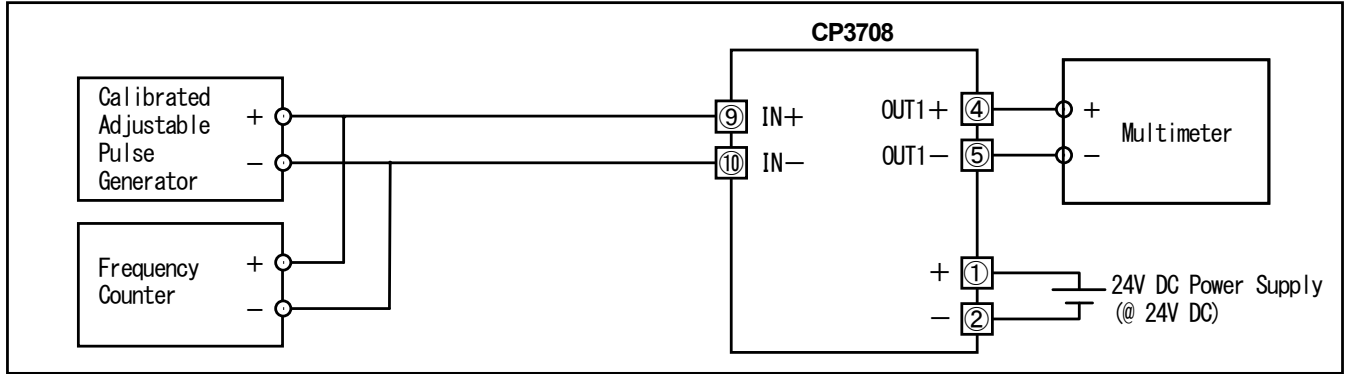 CP3708
Calibrated
Adjustable
Pulse
Generator
+
−
Frequency
Counter
+
−
⑨ IN+
⑩ IN−
OUT1+ ④
OUT1− ⑤
+ ①
− ②
+
−
Multimeter
24V DC Power Supply
(@ 24V DC)